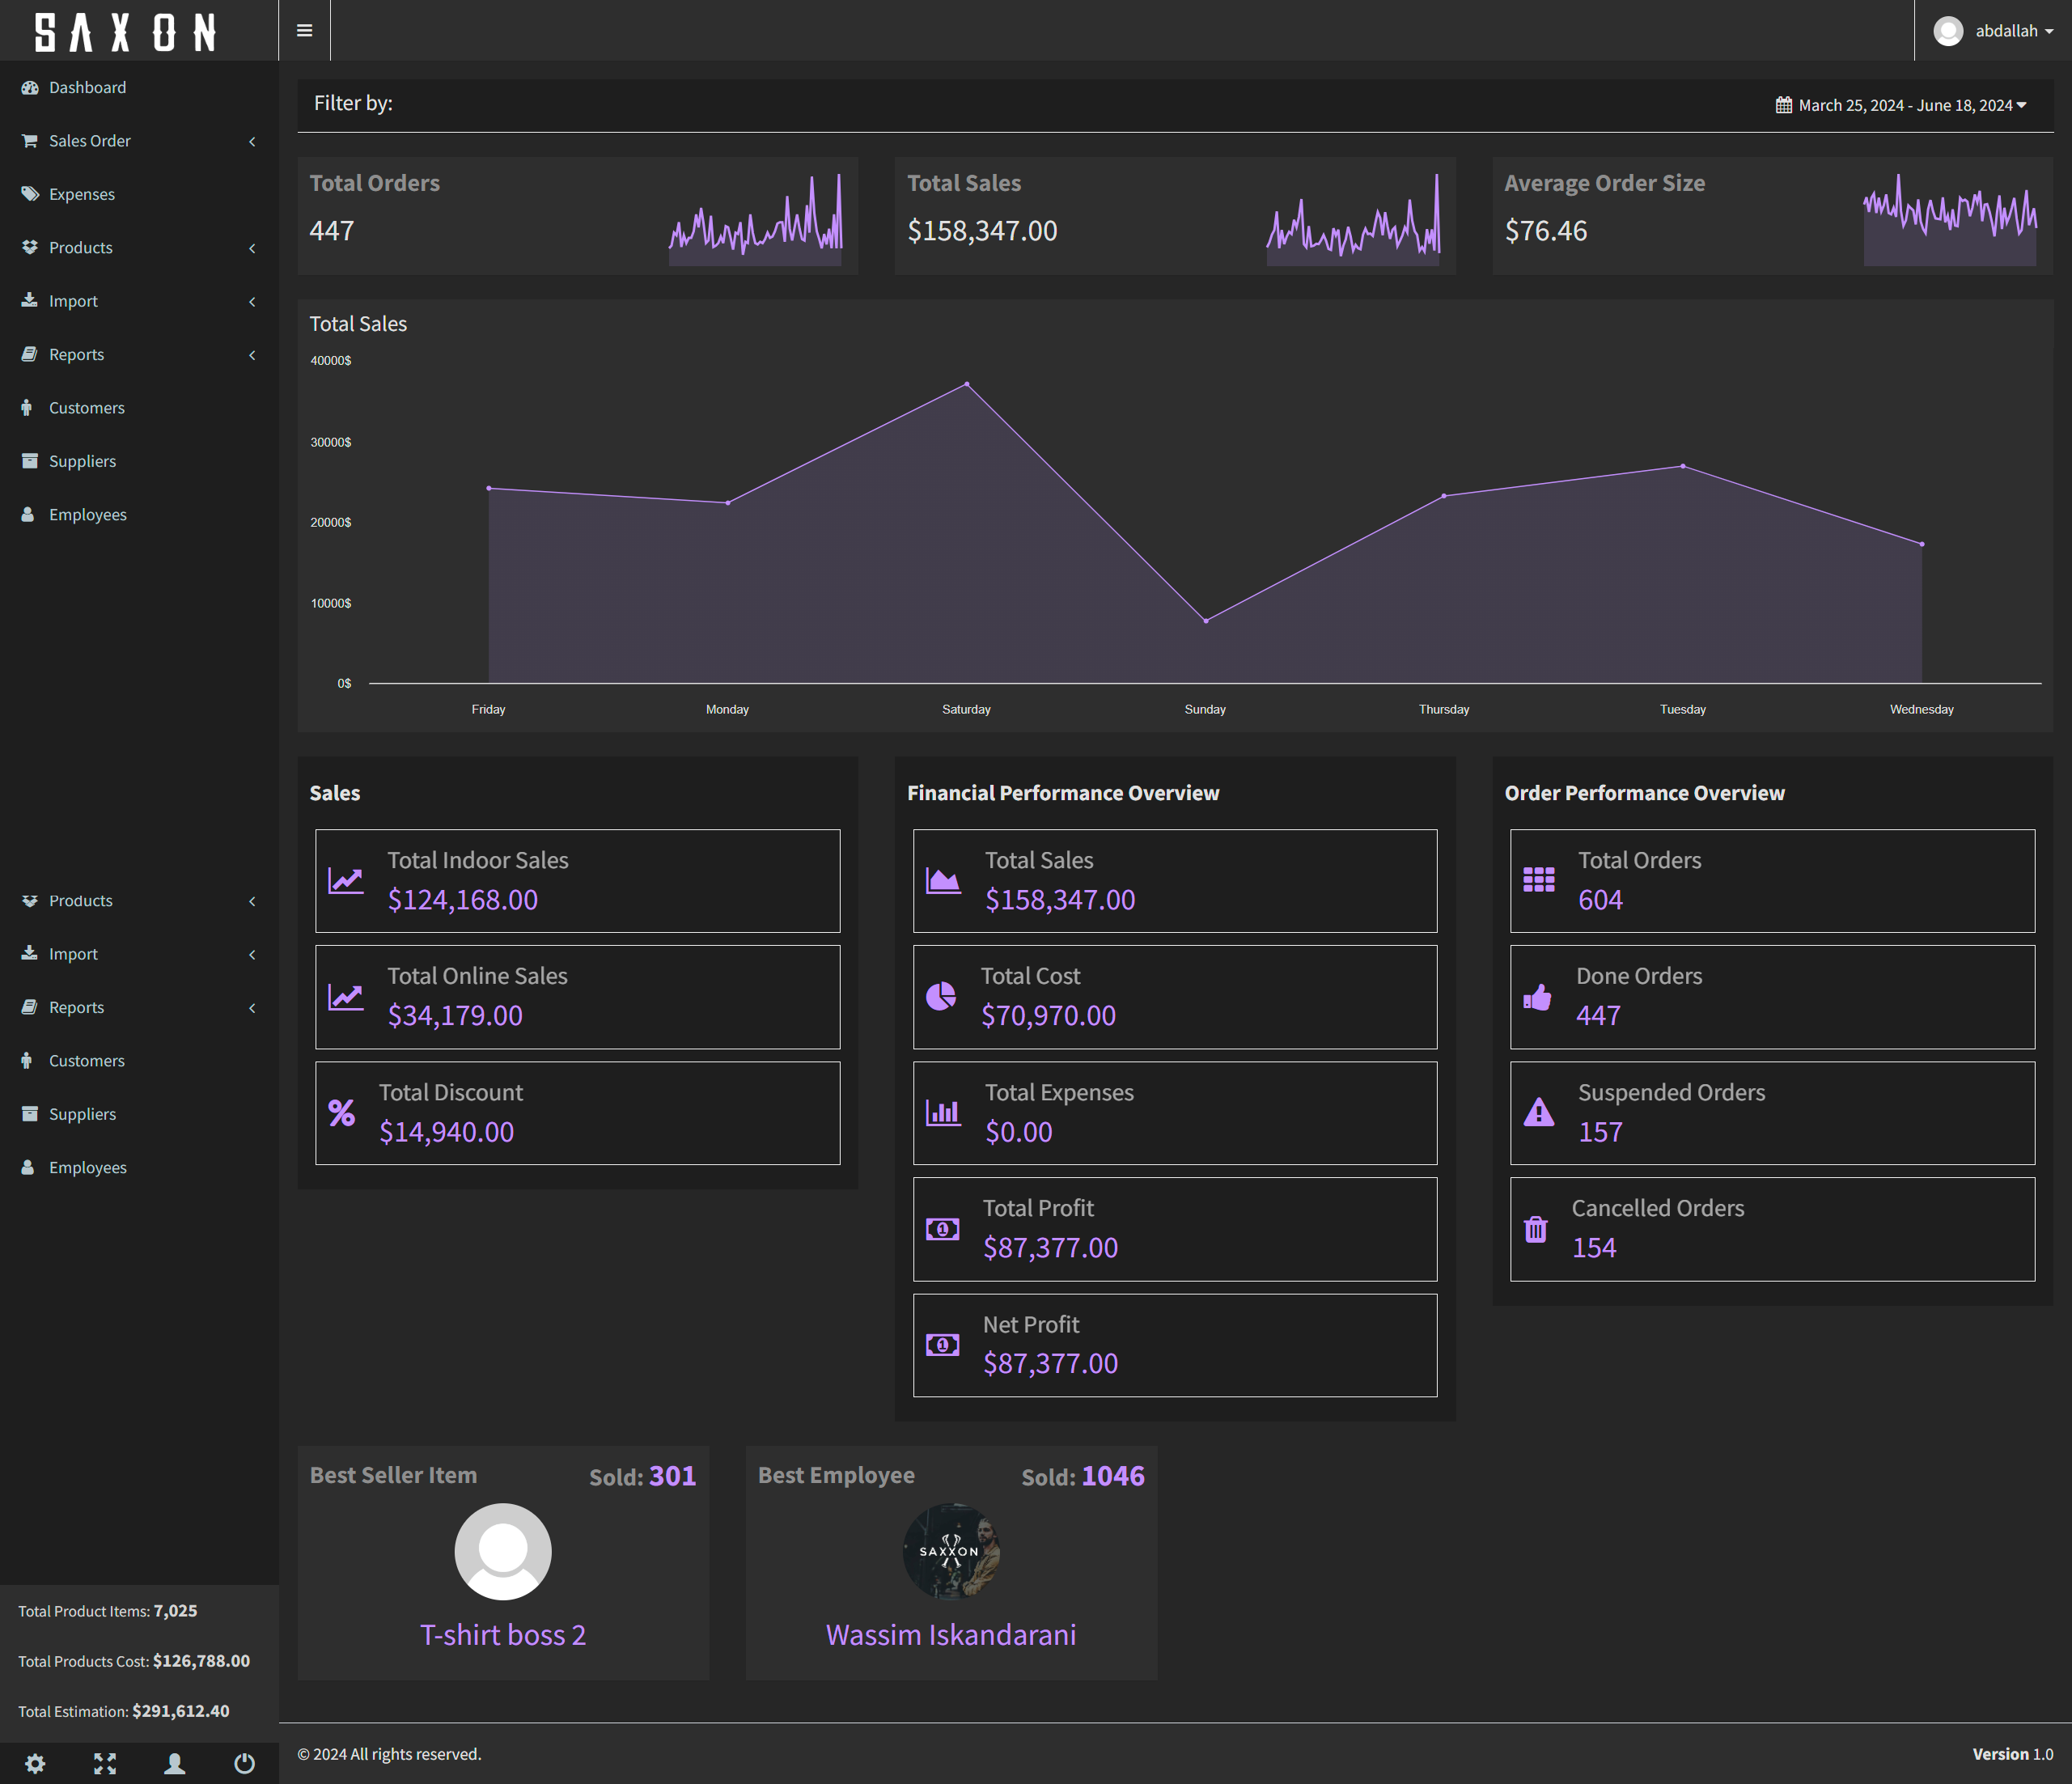 SAXON
abdallah
Dashboard
Sales Order
Expenses
Products
Import
Reports
Customers
Suppliers
Employees
Products
Import
Reports
Customers
Suppliers
Employees
Total Product Items: 7,025
Total Products Cost: $126,788.00
Total Estimation: $291,612.40
Filter by:
March 25, 2024 - June 18, 2024
Total Orders
447
Total Sales
$158,347.00
Average Order Size
$76.46
Total Sales
40000$
30000$
20000$
10000$
0$
Friday
Monday
Saturday
Sunday
Thursday
Tuesday
Wednesday
Sales
Total Indoor Sales
$124,168.00
Total Online Sales
$34,179.00
Total Discount
$14,940.00
Financial Performance Overview
Total Sales
$158,347.00
Total Cost
$70,970.00
Total Expenses
$0.00
Total Profit
$87,377.00
Net Profit
$87,377.00
Order Performance Overview
Total Orders
604
Done Orders
447
Suspended Orders
157
Cancelled Orders
154
Best Seller Item
Sold: 301
T-shirt boss 2
Best Employee
Sold: 1046
SAXXON
Wassim Iskandarani
© 2024 All rights reserved.
Version 1.0